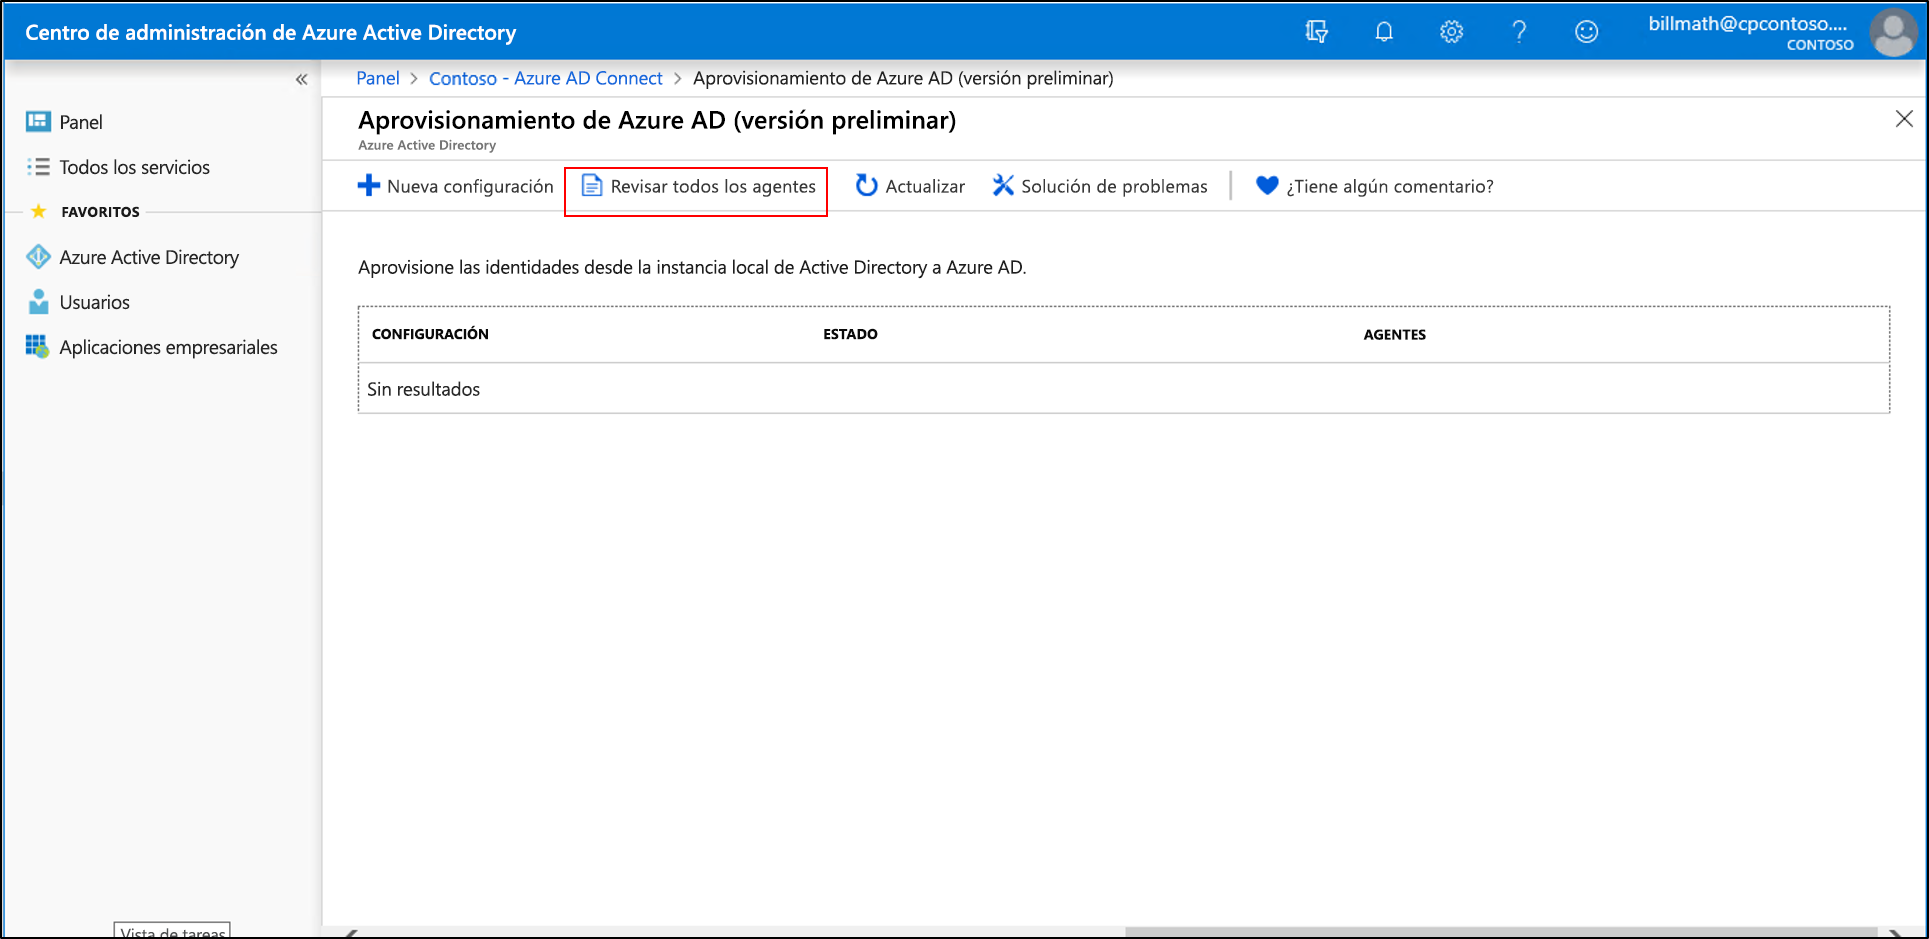 Centro de administración de Azure Active Directory
billmath@cpcontoso....
CONTOSO
Panel > Contoso - Azure AD Connect > Aprovisionamiento de Azure AD (versión preliminar)
Panel
Todos los servicios
FAVORITOS
Azure Active Directory
Usuarios
Aplicaciones empresariales
Aprovisionamiento de Azure AD (versión preliminar)
Azure Active Directory
Nueva configuración Revisar todos los agentes Actualizar Solución de problemas ¿Tiene algún comentario?
Aprovisione las identidades desde la instancia local de Active Directory a Azure AD.
CONFIGURACIÓN ESTADO AGENTES
Sin resultados
Vista de tareas